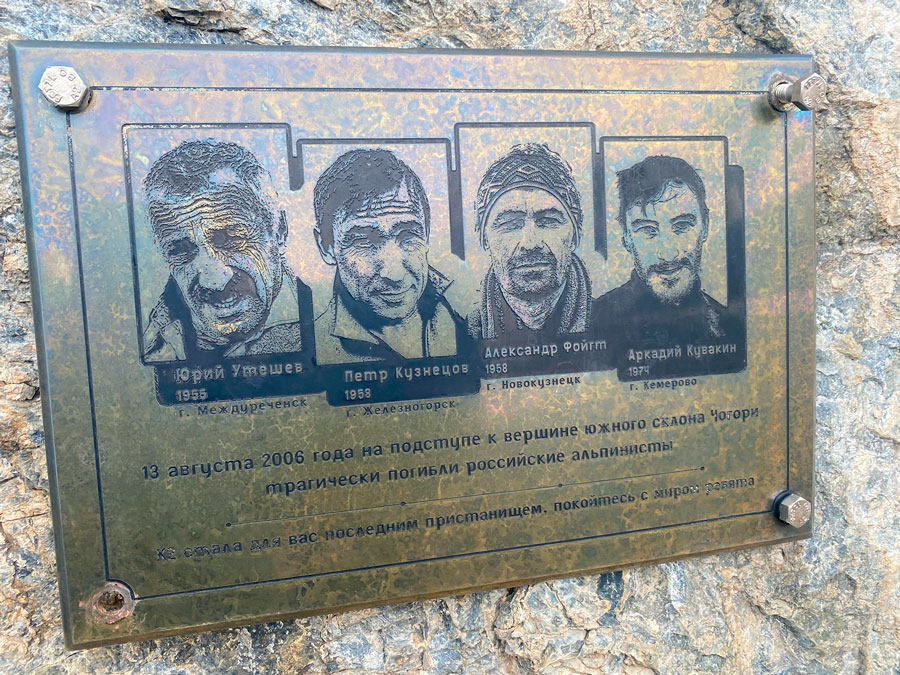 Юрий Утешев
1955
г. Междуреченск
Петр Кузнецов
1958
г. Железногорск
Александр Фойгт
1958
г. Новокузнецк
Аркадий Кувакин
1974
г. Кемерово
13 августа 2006 года на подступе к вершине южного склона Чогори
трагически погибли российские альпинисты
К2 стала для вас последним пристанищем, покойтесь с миром ребята